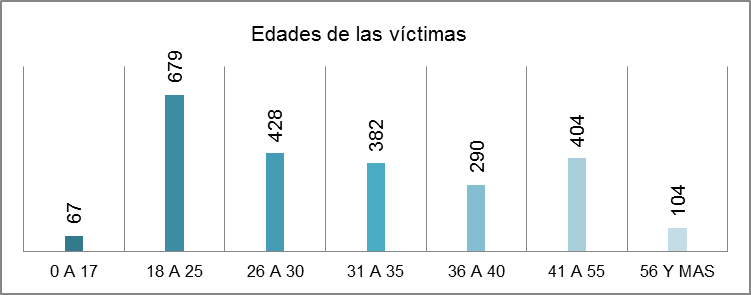 Edades de las víctimas
67
679
428
382
290
404
104
0 A 17
18 A 25
26 A 30
31 A 35
36 A 40
41 A 55
56 Y MAS